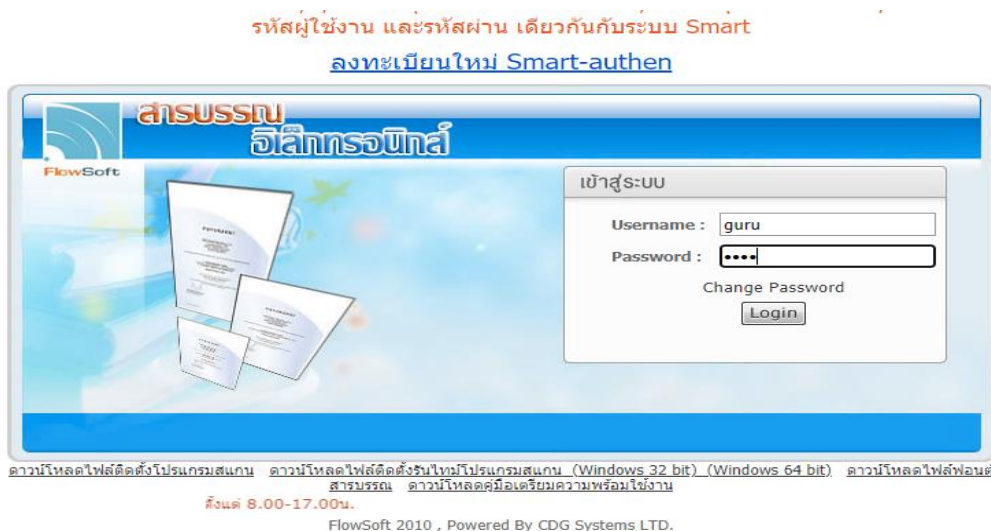 รหัสผู้ใช้งาน และรหัสผ่าน เดียวกันกับระบบ Smart
ลงทะเบียนใหม่ Smart-authen
สารบรรณ
อิเล็กทรอนิกส์
FlowSoft
เข้าสู่ระบบ
Username : guru
Password : ••••
Change Password
Login
ดาวน์โหลดไฟล์ติดตั้งโปรแกรมสแกน ดาวน์โหลดไฟล์ติดตั้งรันไทม์โปรแกรมสแกน (Windows 32 bit) (Windows 64 bit) ดาวน์โหลดไฟล์ฟอนต์
สารบรรณ ดาวน์โหลดคู่มือเตรียมความพร้อมใช้งาน
ตั้งแต่ 8.00-17.00น.
FlowSoft 2010 , Powered By CDG Systems LTD.